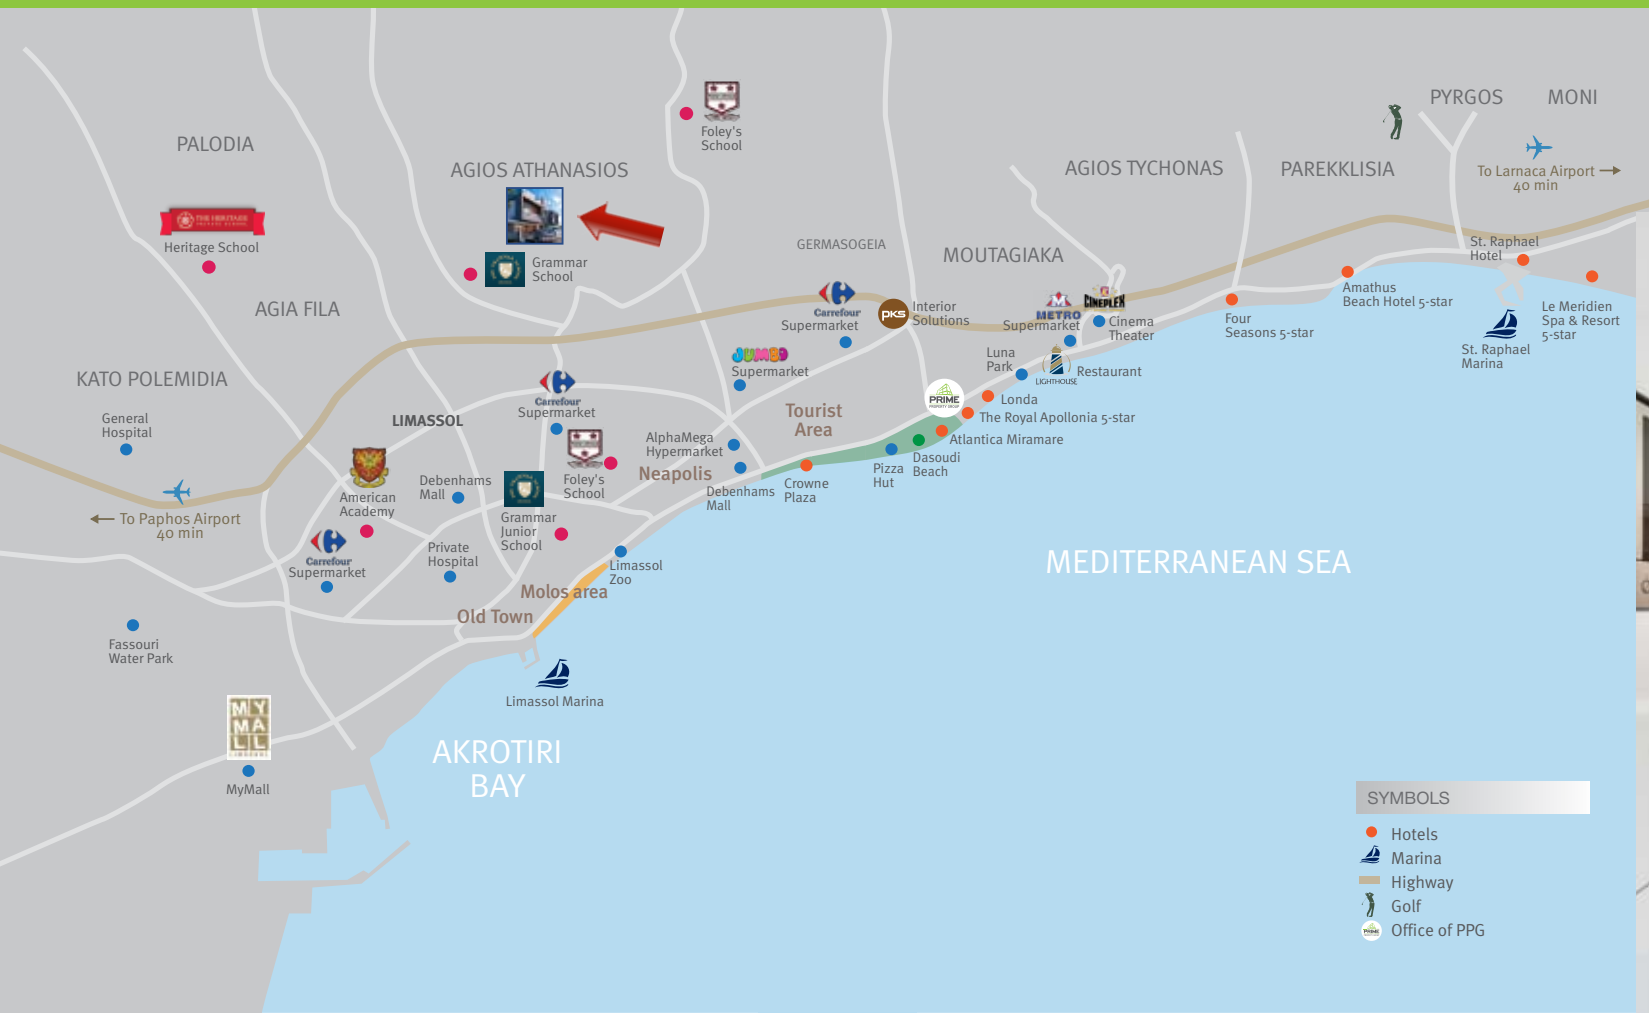 PYRGOS
MONI
Foley's
School
PALODIA
AGIOS ATHANASIOS
AGIOS TYCHONAS
PAREKKLISIA
To Larnaca Airport
40 min
THE HERITAGE
Heritage School
GERMASOGEIA
MOUTAGIAKA
St. Raphael
Hotel
Grammar
School
AGIA FILA
Carrefour
Supermarket
pks
Interior
Solutions
METRO
Supermarket
CINEPLEX
Cinema
Theater
Four
Seasons 5-star
Amathus
Beach Hotel 5-star
Le Meridien
Spa & Resort
5-star
St. Raphael
Marina
JUMBO
Supermarket
Luna
Park
LIGHTHOUSE
Restaurant
KATO POLEMIDIA
Carrefour
Supermarket
PRIME
PROPERTY GROUP
Londa
The Royal Apollonia 5-star
General
Hospital
LIMASSOL
Tourist
Area
Atlantica Miramare
AlphaMega
Hypermarket
Neapolis
Dasoudi
Beach
Pizza
Hut
Crowne
Plaza
Debenhams
Mall
Foley's
School
Debenhams
Mall
American
Academy
To Paphos Airport
40 min
Grammar
Junior
School
Carrefour
Supermarket
Private
Hospital
Limassol
Zoo
MEDITERRANEAN SEA
Molos area
Old Town
Fassouri
Water Park
Limassol Marina
MY
MA
LL
LIMASSOL
MyMall
AKROTIRI
BAY
SYMBOLS
Hotels
Marina
Highway
Golf
PRIME
Office of PPG